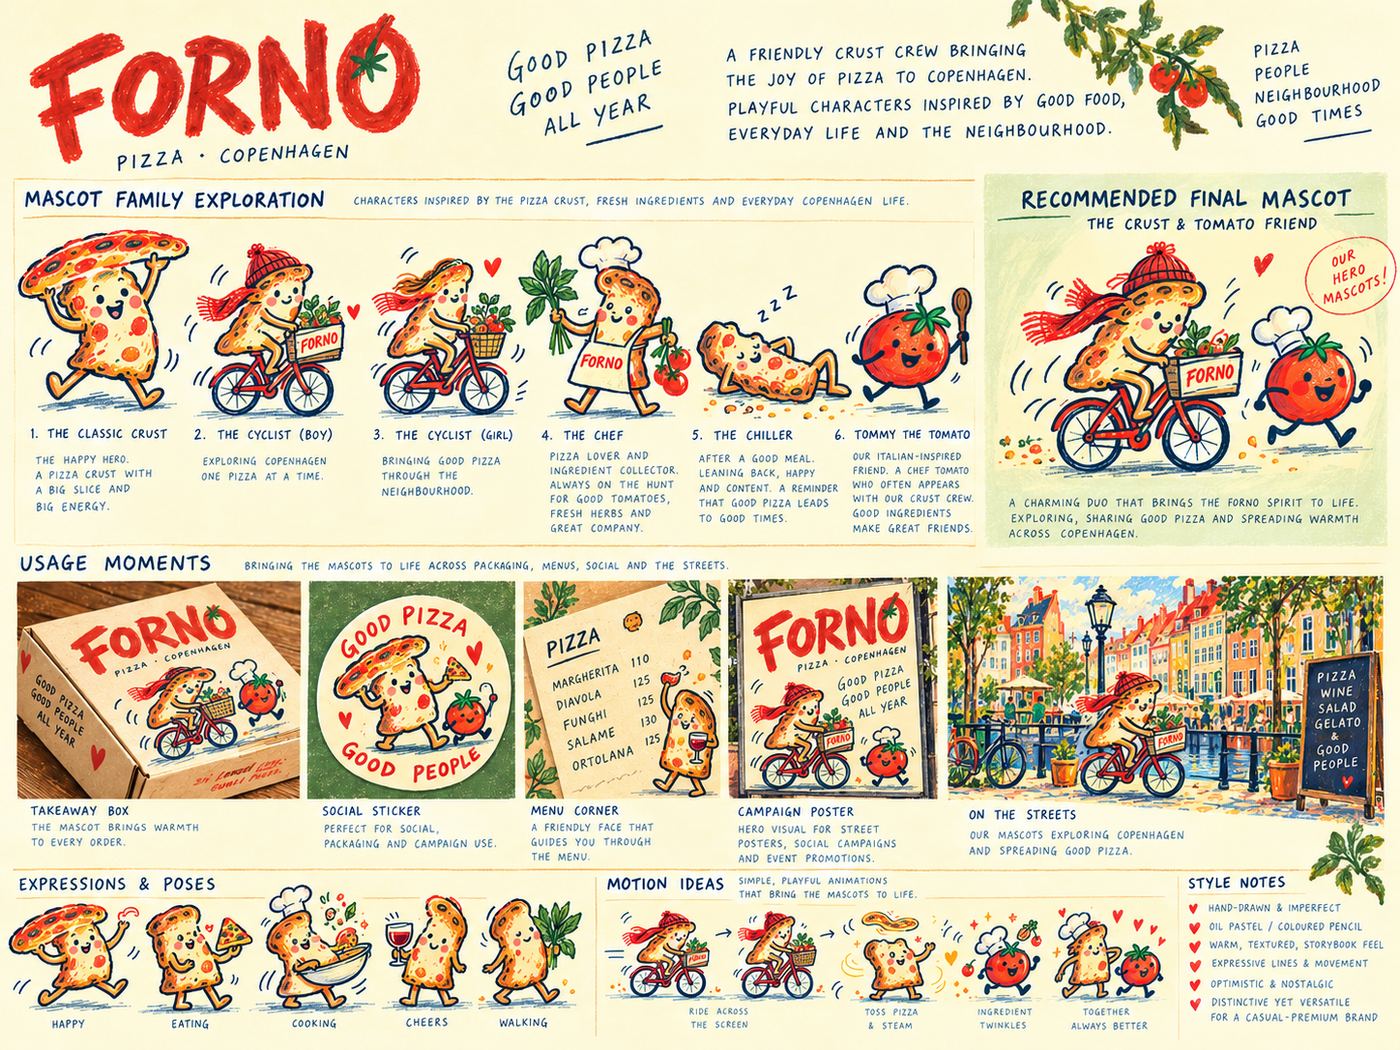 FORNO
PIZZA · COPENHAGEN
GOOD PIZZA
GOOD PEOPLE
ALL YEAR
A FRIENDLY CRUST CREW BRINGING
THE JOY OF PIZZA TO COPENHAGEN.
PLAYFUL CHARACTERS INSPIRED BY GOOD FOOD,
EVERYDAY LIFE AND THE NEIGHBOURHOOD.
PIZZA
PEOPLE
NEIGHBOURHOOD
GOOD TIMES
MASCOT FAMILY EXPLORATION
CHARACTERS INSPIRED BY THE PIZZA CRUST, FRESH INGREDIENTS AND EVERYDAY COPENHAGEN LIFE.
FORNO
FORNO
ZZZ
1. THE CLASSIC CRUST
THE HAPPY HERO.
A PIZZA CRUST WITH
A BIG SLICE AND
BIG ENERGY.
2. THE CYCLIST (BOY)
EXPLORING COPENHAGEN
ONE PIZZA AT A TIME.
3. THE CYCLIST (GIRL)
BRINGING GOOD PIZZA
THROUGH THE
NEIGHBOURHOOD.
4. THE CHEF
PIZZA LOVER AND
INGREDIENT COLLECTOR.
ALWAYS ON THE HUNT
FOR GOOD TOMATOES,
FRESH HERBS AND
GREAT COMPANY.
5. THE CHILLER
AFTER A GOOD MEAL.
LEANING BACK, HAPPY
AND CONTENT. A REMINDER
THAT GOOD PIZZA LEADS
TO GOOD TIMES.
6. TOMMY THE TOMATO
OUR ITALIAN-INSPIRED
FRIEND. A CHEF TOMATO
WHO OFTEN APPEARS
WITH OUR CRUST CREW.
GOOD INGREDIENTS
MAKE GREAT FRIENDS.
RECOMMENDED FINAL MASCOT
THE CRUST & TOMATO FRIEND
OUR
HERO
MASCOTS!
FORNO
A CHARMING DUO THAT BRINGS THE FORNO SPIRIT TO LIFE.
EXPLORING, SHARING GOOD PIZZA AND SPREADING WARMTH
ACROSS COPENHAGEN.
USAGE MOMENTS
BRINGING THE MASCOTS TO LIFE ACROSS PACKAGING, MENUS, SOCIAL AND THE STREETS.
FORNO
PIZZA · COPENHAGEN
GOOD PIZZA
GOOD PEOPLE
ALL YEAR
TAKEAWAY BOX
THE MASCOT BRINGS WARMTH
TO EVERY ORDER.
GOOD PIZZA
GOOD PEOPLE
SOCIAL STICKER
PERFECT FOR SOCIAL,
PACKAGING AND CAMPAIGN USE.
PIZZA
MARGHERITA 110
DIAVOLA 125
FUNGHI 125
SALAME 130
ORTOLANA 125
MENU CORNER
A FRIENDLY FACE THAT
GUIDES YOU THROUGH
THE MENU.
FORNO
PIZZA · COPENHAGEN
GOOD PIZZA
GOOD PEOPLE
ALL YEAR
FORNO
CAMPAIGN POSTER
HERO VISUAL FOR STREET
POSTERS, SOCIAL CAMPAIGNS
AND EVENT PROMOTIONS.
FORNO
PIZZA
WINE
SALAD
GELATO
&
GOOD
PEOPLE
ON THE STREETS
OUR MASCOTS EXPLORING COPENHAGEN
AND SPREADING GOOD PIZZA.
EXPRESSIONS & POSES
HAPPY
EATING
COOKING
CHEERS
WALKING
MOTION IDEAS
SIMPLE, PLAYFUL ANIMATIONS
THAT BRING THE MASCOTS TO LIFE.
FORNO
RIDE ACROSS
THE SCREEN
TOSS PIZZA
& STEAM
INGREDIENT
TWINKLES
TOGETHER
ALWAYS BETTER
STYLE NOTES
HAND-DRAWN & IMPERFECT
OIL PASTEL / COLOURED PENCIL
WARM, TEXTURED, STORYBOOK FEEL
EXPRESSIVE LINES & MOVEMENT
OPTIMISTIC & NOSTALGIC
DISTINCTIVE YET VERSATILE
FOR A CASUAL-PREMIUM BRAND